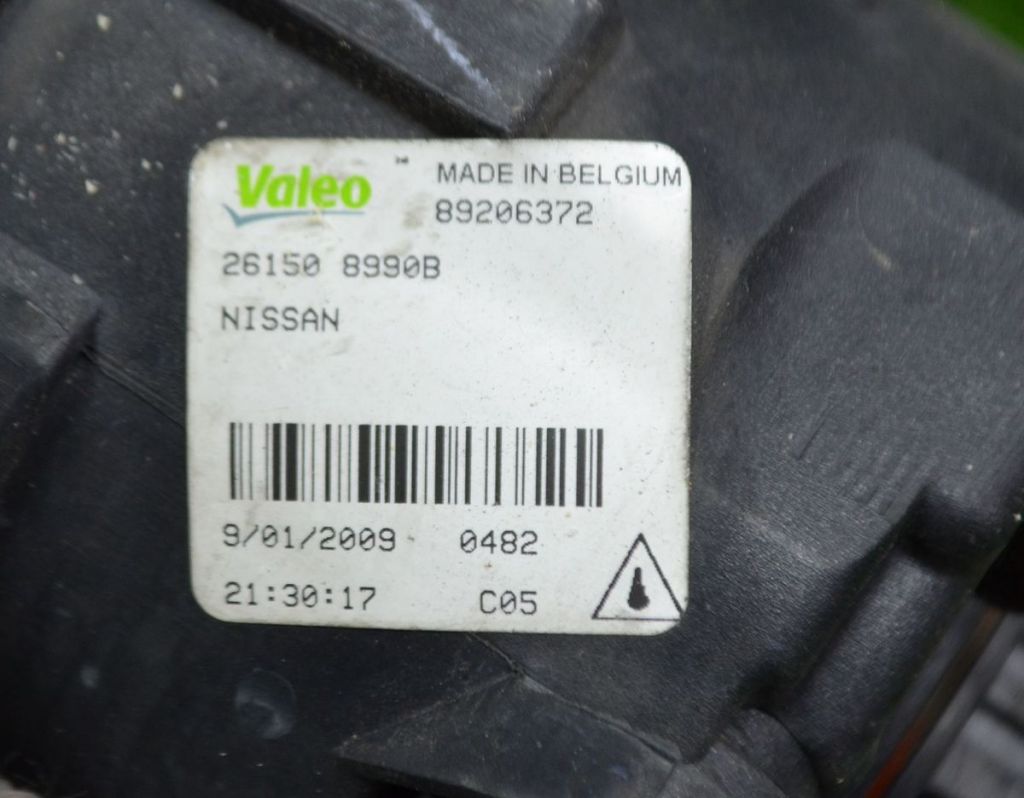 Valeo
MADE IN BELGIUM
89206372
26150 8990B
NISSAN
9/01/2009 0482
21:30:17 C05